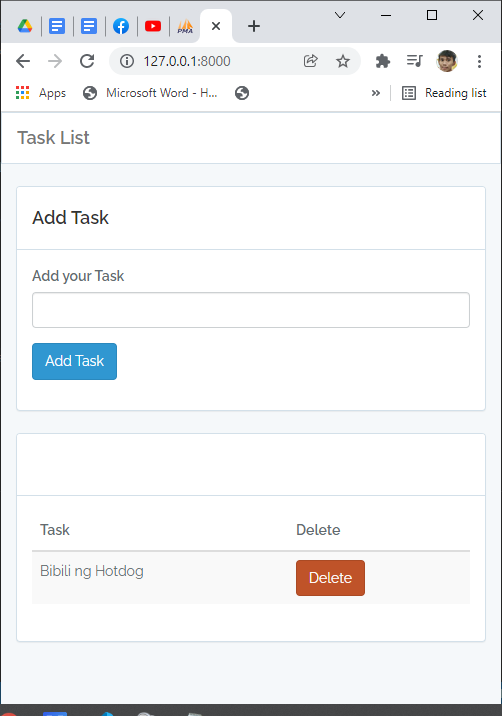 PMA
127.0.0.1:8000
Apps
Microsoft Word - H...
»
Reading list
Task List
Add Task
Add your Task
Add Task
Task Delete
Bibili ng Hotdog Delete